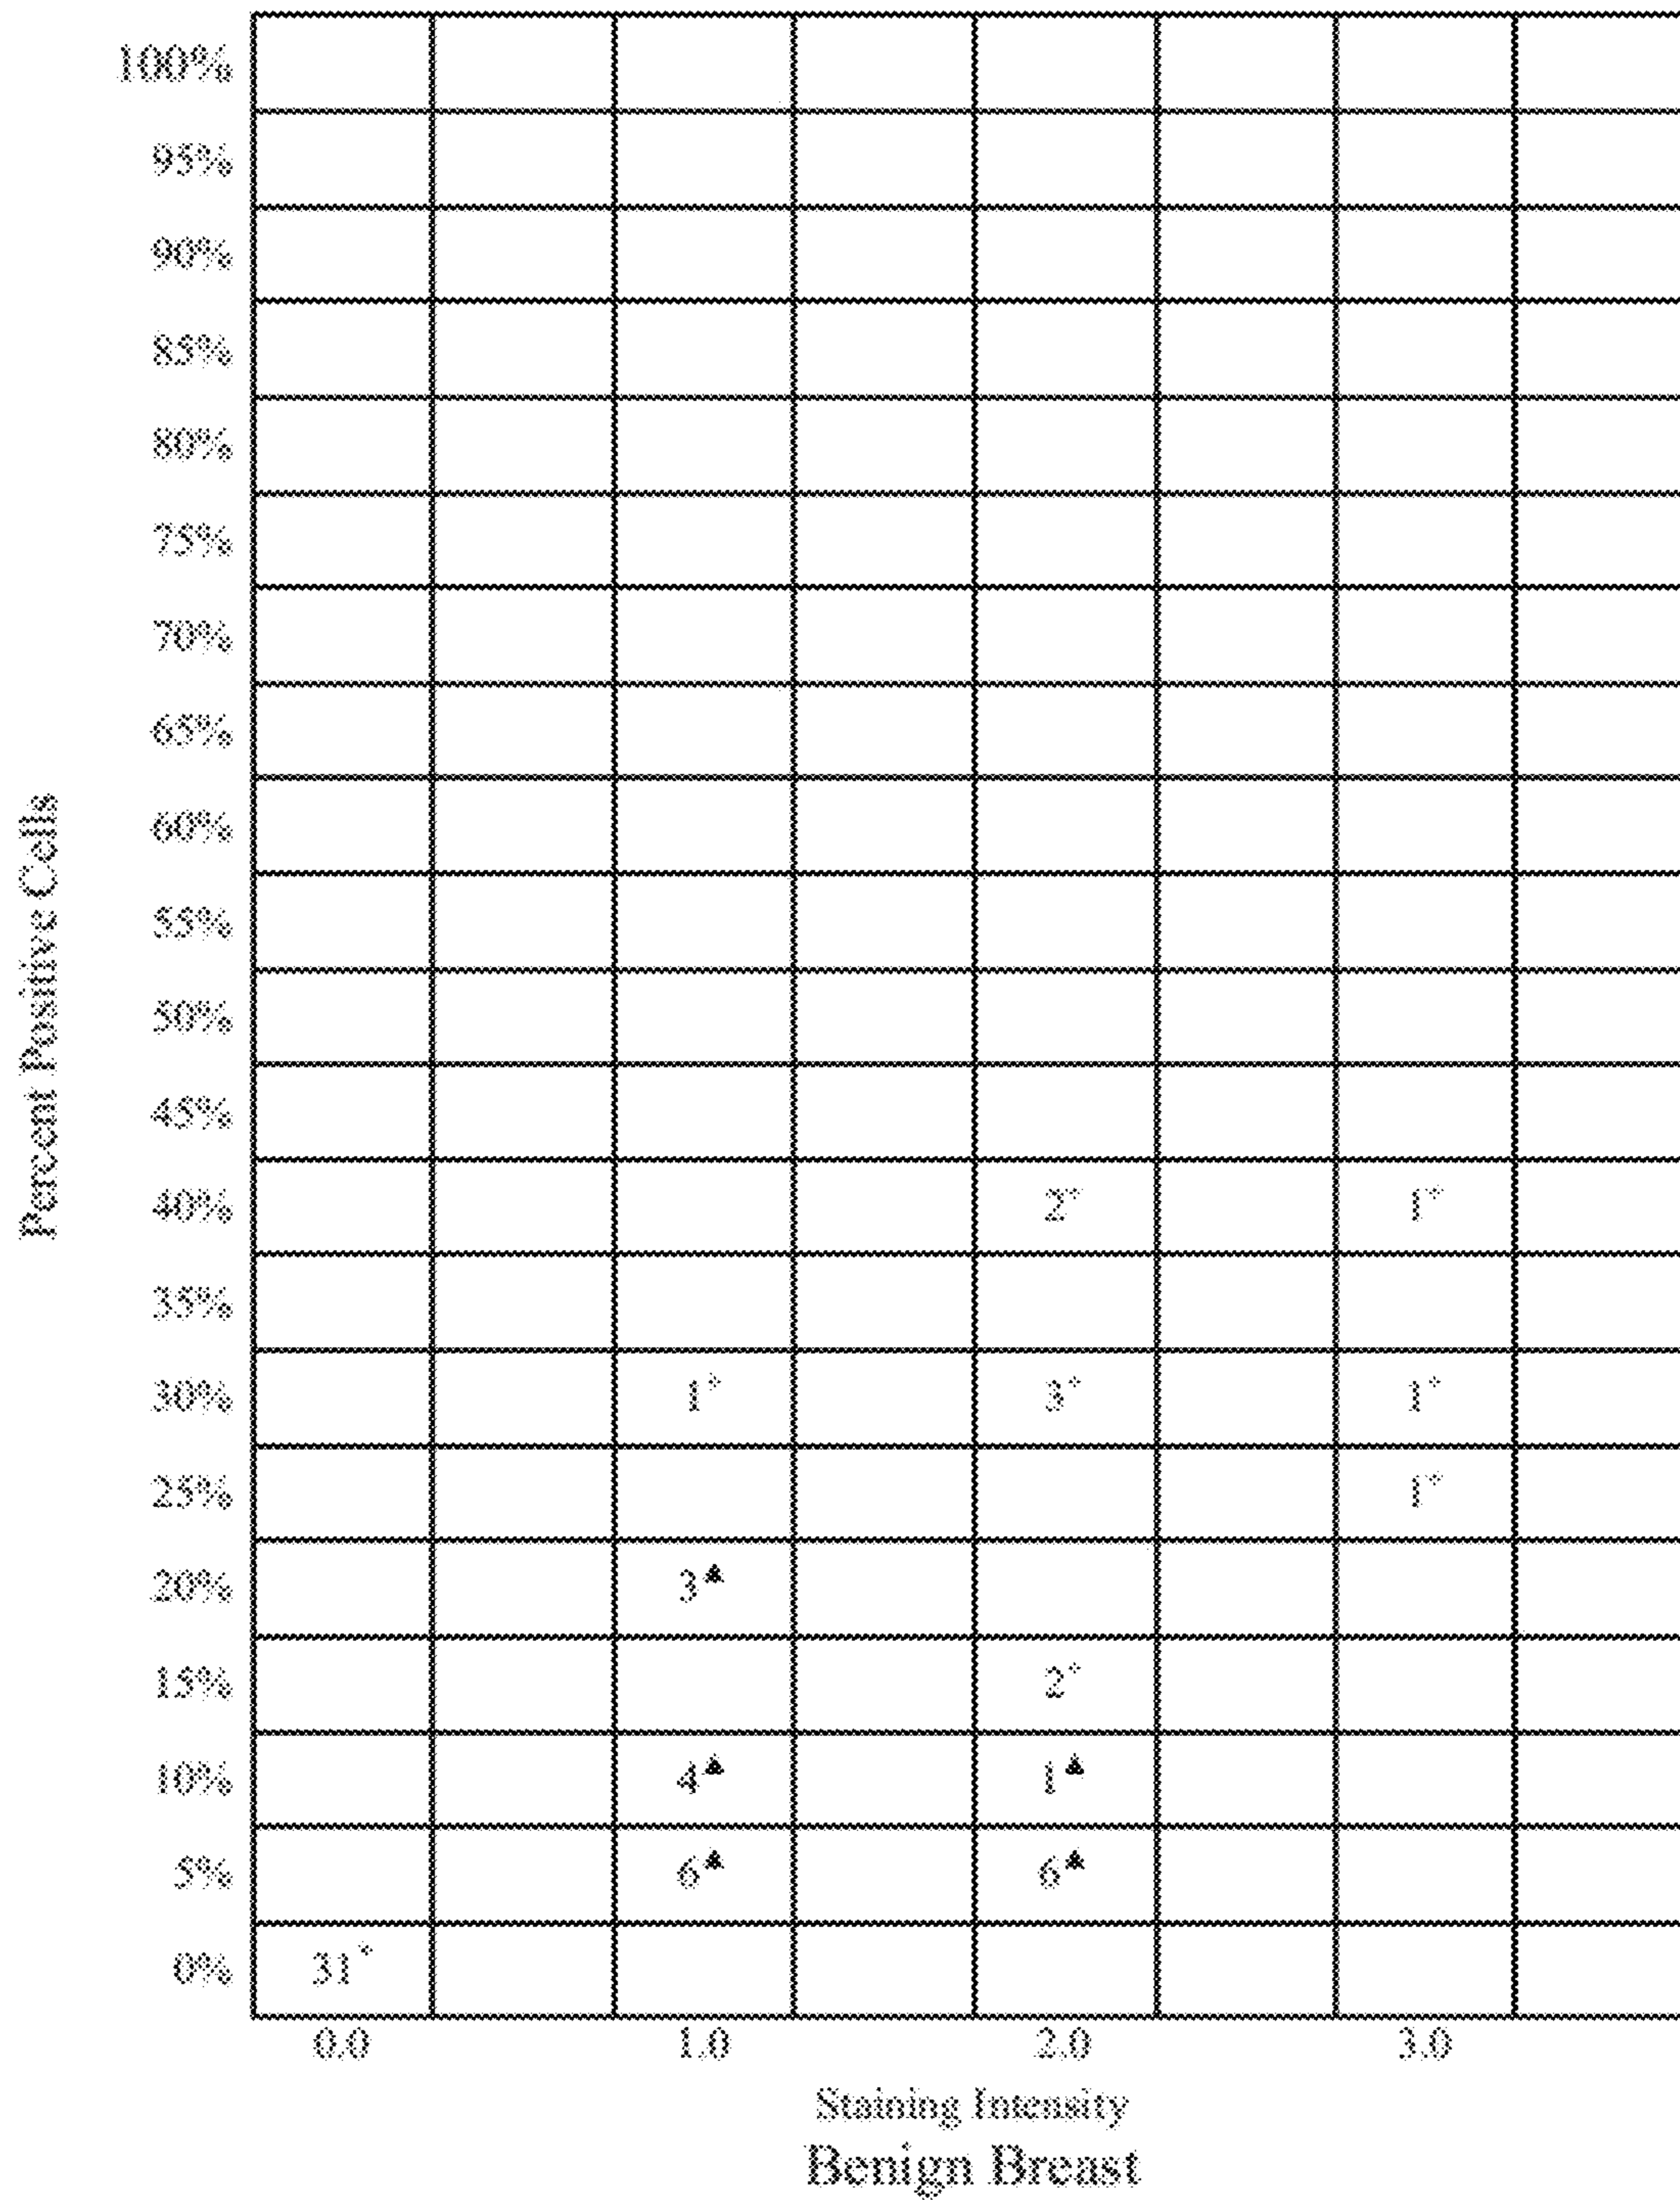 100%
95%
90%
85%
80%
75%
70%
65%
60%
55%
50%
45%
40% 2+ 1+
35%
30% 1+ 3+ 1+
25% 1+
20% 3▲
15% 2+
10% 4▲ 1▲
5% 6▲ 6▲
0% 31*
Percent Positive Cells
0.0 1.0 2.0 3.0
Staining Intensity
Benign Breast